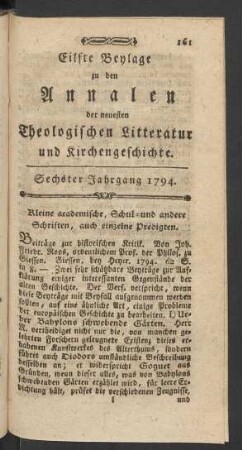 161
Eilfte Beylage
zu den
Annalen
der neuesten
Theologischen Litteratur
und Kirchengeschichte.
Sechster Jahrgang 1794.
Kleine academische, Schul- und andere
Schriften, auch einzelne Predigten.
Beiträge zur historischen Kritik. Von Joh.
Friedr. Roos, ordentlichem Prof. der Philos. zu
Giessen. Giessen, bey Heyer. 1794. 62 S.
in 8. — Zwei sehr schätzbare Beyträge zur Auf-
klärung einiger interessanten Gegenstände der
alten Geschichte. Der Verf. verspricht, wenn
diese Beyträge mit Beyfall aufgenommen werden
sollten, auf eine ähnliche Art, einige Probleme
der europäischen Geschichte zu bearbeiten. I) Ue-
ber Babylons schwebende Gärten. Herr
R. vertheidiget nicht nur die, von manchen ge-
lehrten Forschern geleugnete Existenz dieses er-
habenen Kunstwerkes des Alterthums, sondern
auch Diodors umständliche Beschreibung
desselben an; er widerspricht Goguet aus
Gründen, wenn dieser alles, was von Babylons
schwebenden Gärten erzählt wird, für leere Er-
dichtung hält, prüfet die verschiedenen Zeugnisse,
l und